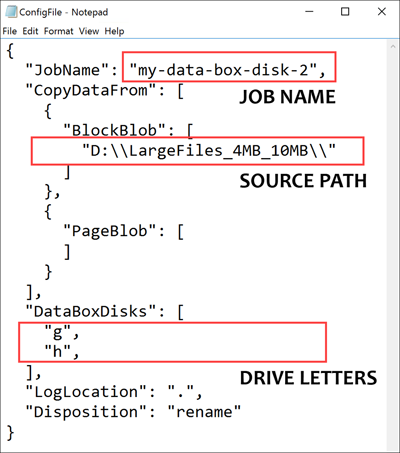 ConfigFile - Notepad
File Edit Format View Help
{
"JobName": "my-data-box-disk-2",
JOB NAME
"CopyDataFrom": [
{
"BlockBlob": [
"D:\\LargeFiles_4MB_10MB\\"
SOURCE PATH
]
},
{
"PageBlob": [
]
}
],
"DataBoxDisks": [
"g",
"h",
DRIVE LETTERS
],
"LogLocation": ".",
"Disposition": "rename"
}